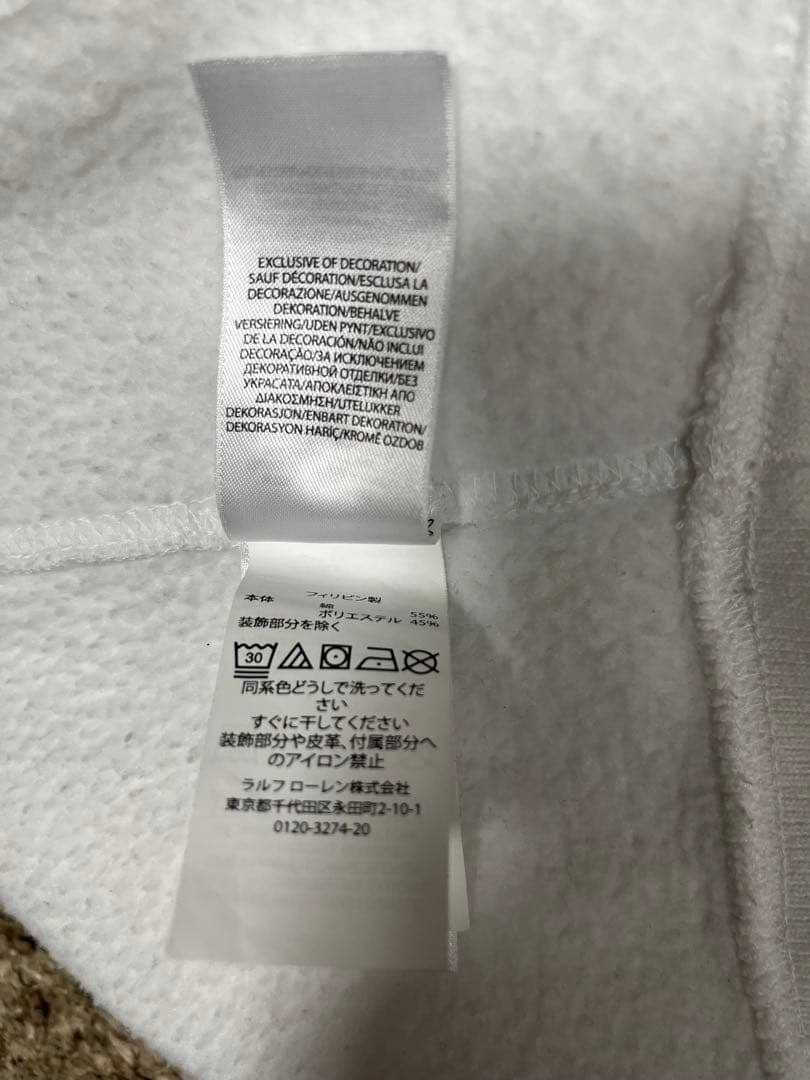 EXCLUSIVE OF DECORATION/
SAUF DÉCORATION/ESCLUSA LA
DECORAZIONE/AUSGENOMMEN
DEKORATION/BEHALVE
VERSIERING/UDEN PYNT/EXCLUSIVO
DE LA DECORACIÓN/NÃO INCLUI
DECORAÇÃO/ЗА ИСКЛЮЧЕНИЕМ
ДЕКОРАТИВНОЙ ОТДЕЛКИ/БЕЗ
УКРАСАТА/ΑΠΟΚΛΕΙΣΤΙΚΗ ΑΠΟ
ΔΙΑΚΟΣΜΗΣΗ/UTELUKKER
DEKORASJON/ENBART DEKORATION/
DEKORASYON HARİÇ/KROMĚ OZDOB
フィリピン製
本体 綿 55%
ポリエステル 45%
装飾部分を除く
30
同系色どうしで洗ってくだ
さい
すぐに干してください
装飾部分や皮革、付属部分へ
のアイロン禁止
ラルフ ローレン株式会社
東京都千代田区永田町2-10-1
0120-3274-20